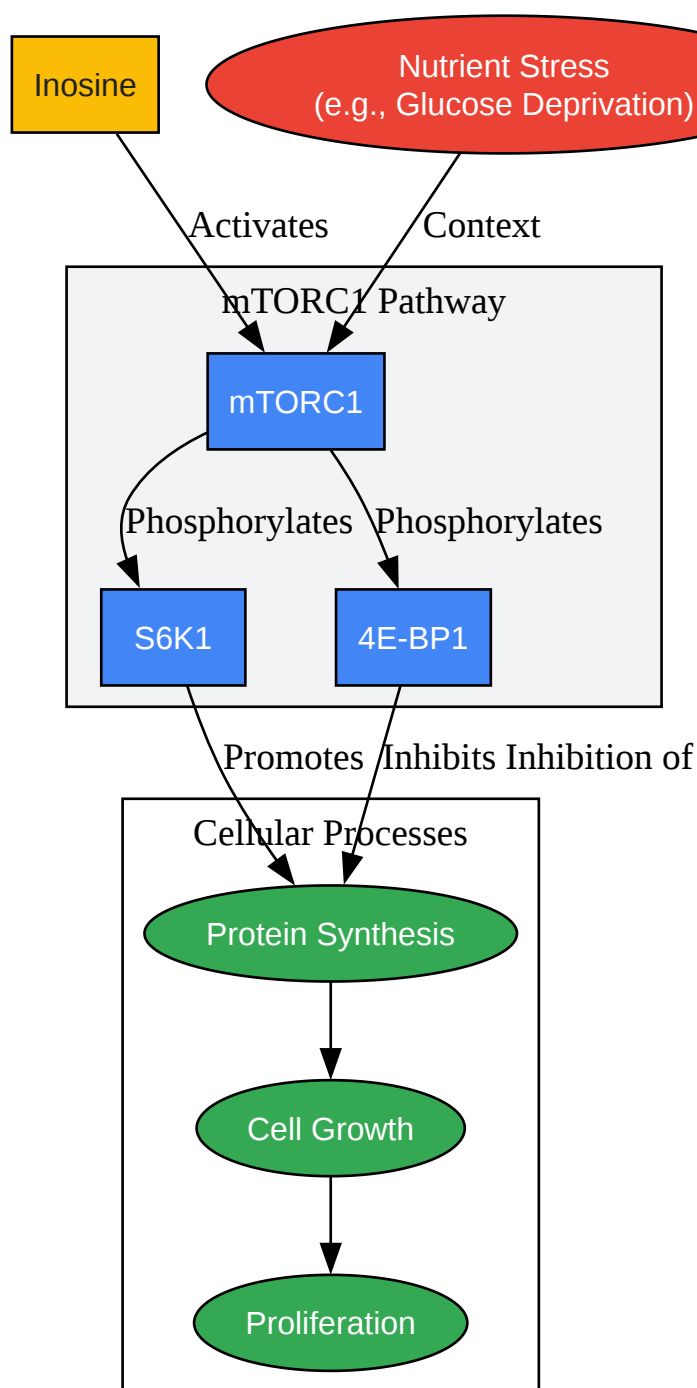 Inosine
Nutrient Stress
(e.g., Glucose Deprivation)
Activates
Context
mTORC1 Pathway
mTORC1
Phosphorylates
Phosphorylates
S6K1
4E-BP1
Promotes
Inhibits Inhibition of
Cellular Processes
Protein Synthesis
Cell Growth
Proliferation